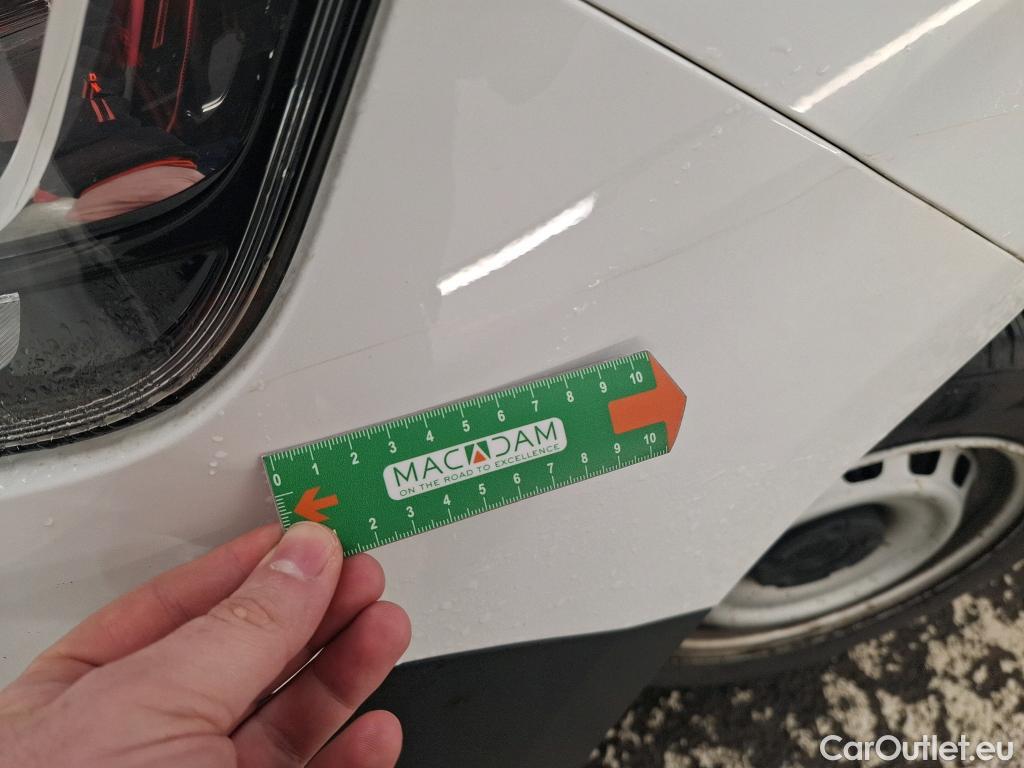 0 1 2 3 4 5 6 7 8 9 10
MACADAM
ON THE ROAD TO EXCELLENCE
2 3 4 5 6 7 8 9 10
CarOutlet.eu